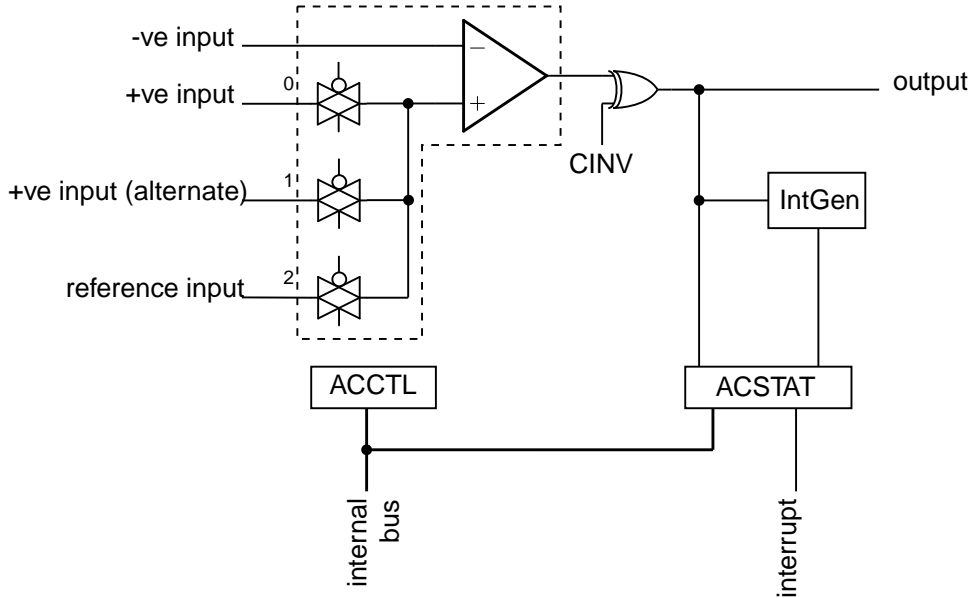 -ve input
−
+ve input
0
+
output
CINV
+ve input (alternate)
1
IntGen
reference input
2
ACCTL
ACSTAT
internal
bus
interrupt